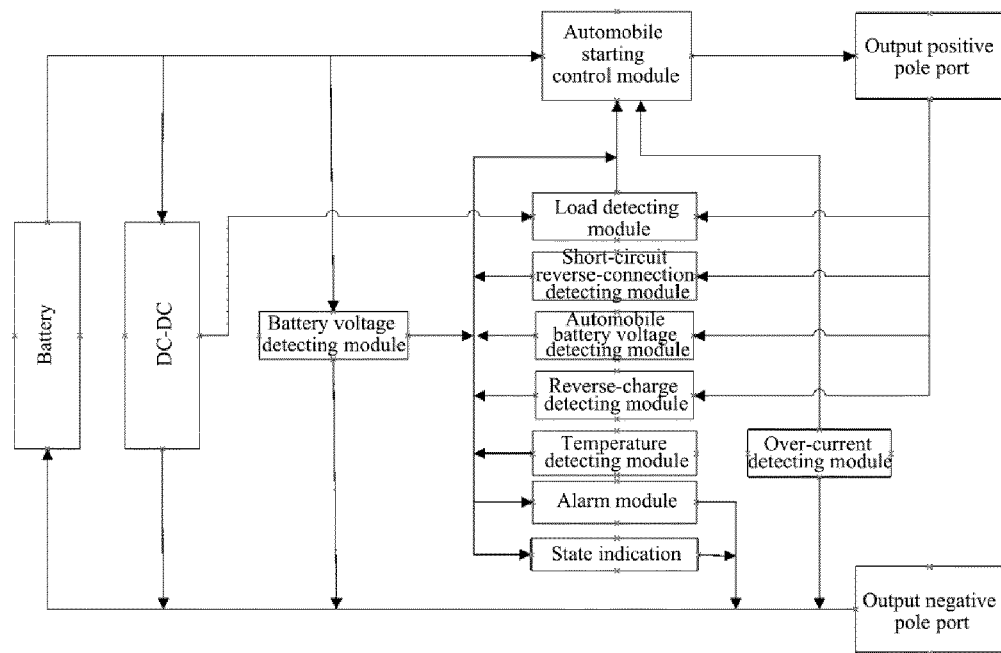 Automobile
starting
control module
Output positive
pole port
Load detecting
module
Short-circuit
reverse-connection
detecting module
Battery
DC-DC
Battery voltage
detecting module
Automobile
battery voltage
detecting module
Reverse-charge
detecting module
Temperature
detecting module
Over-current
detecting module
Alarm module
State indication
Output negative
pole port